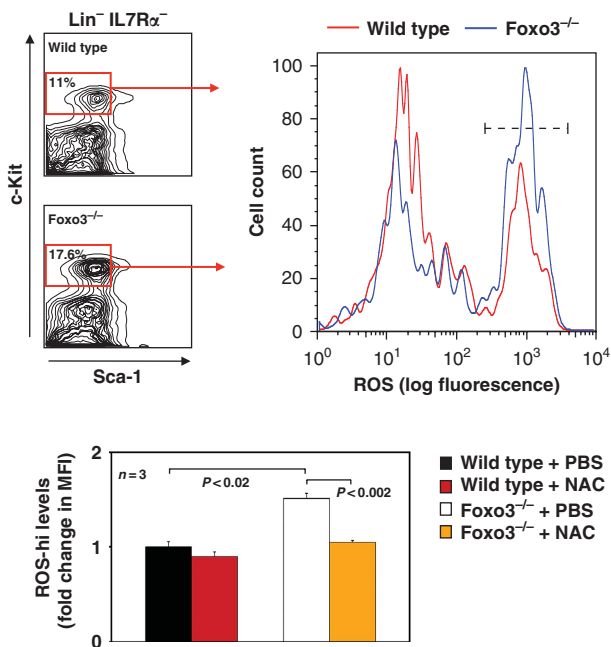 Lin⁻ IL7Rα⁻
Wild type
11%
Foxo3⁻/⁻
17.6%
c-Kit
Sca-1
Wild type Foxo3⁻/⁻
Cell count
100
80
60
40
20
0
10⁰ 10¹ 10² 10³ 10⁴
ROS (log fluorescence)
ROS-hi levels
(fold change in MFI)
2
1
0
n = 3
P < 0.02
P < 0.002
Wild type + PBS
Wild type + NAC
Foxo3⁻/⁻ + PBS
Foxo3⁻/⁻ + NAC